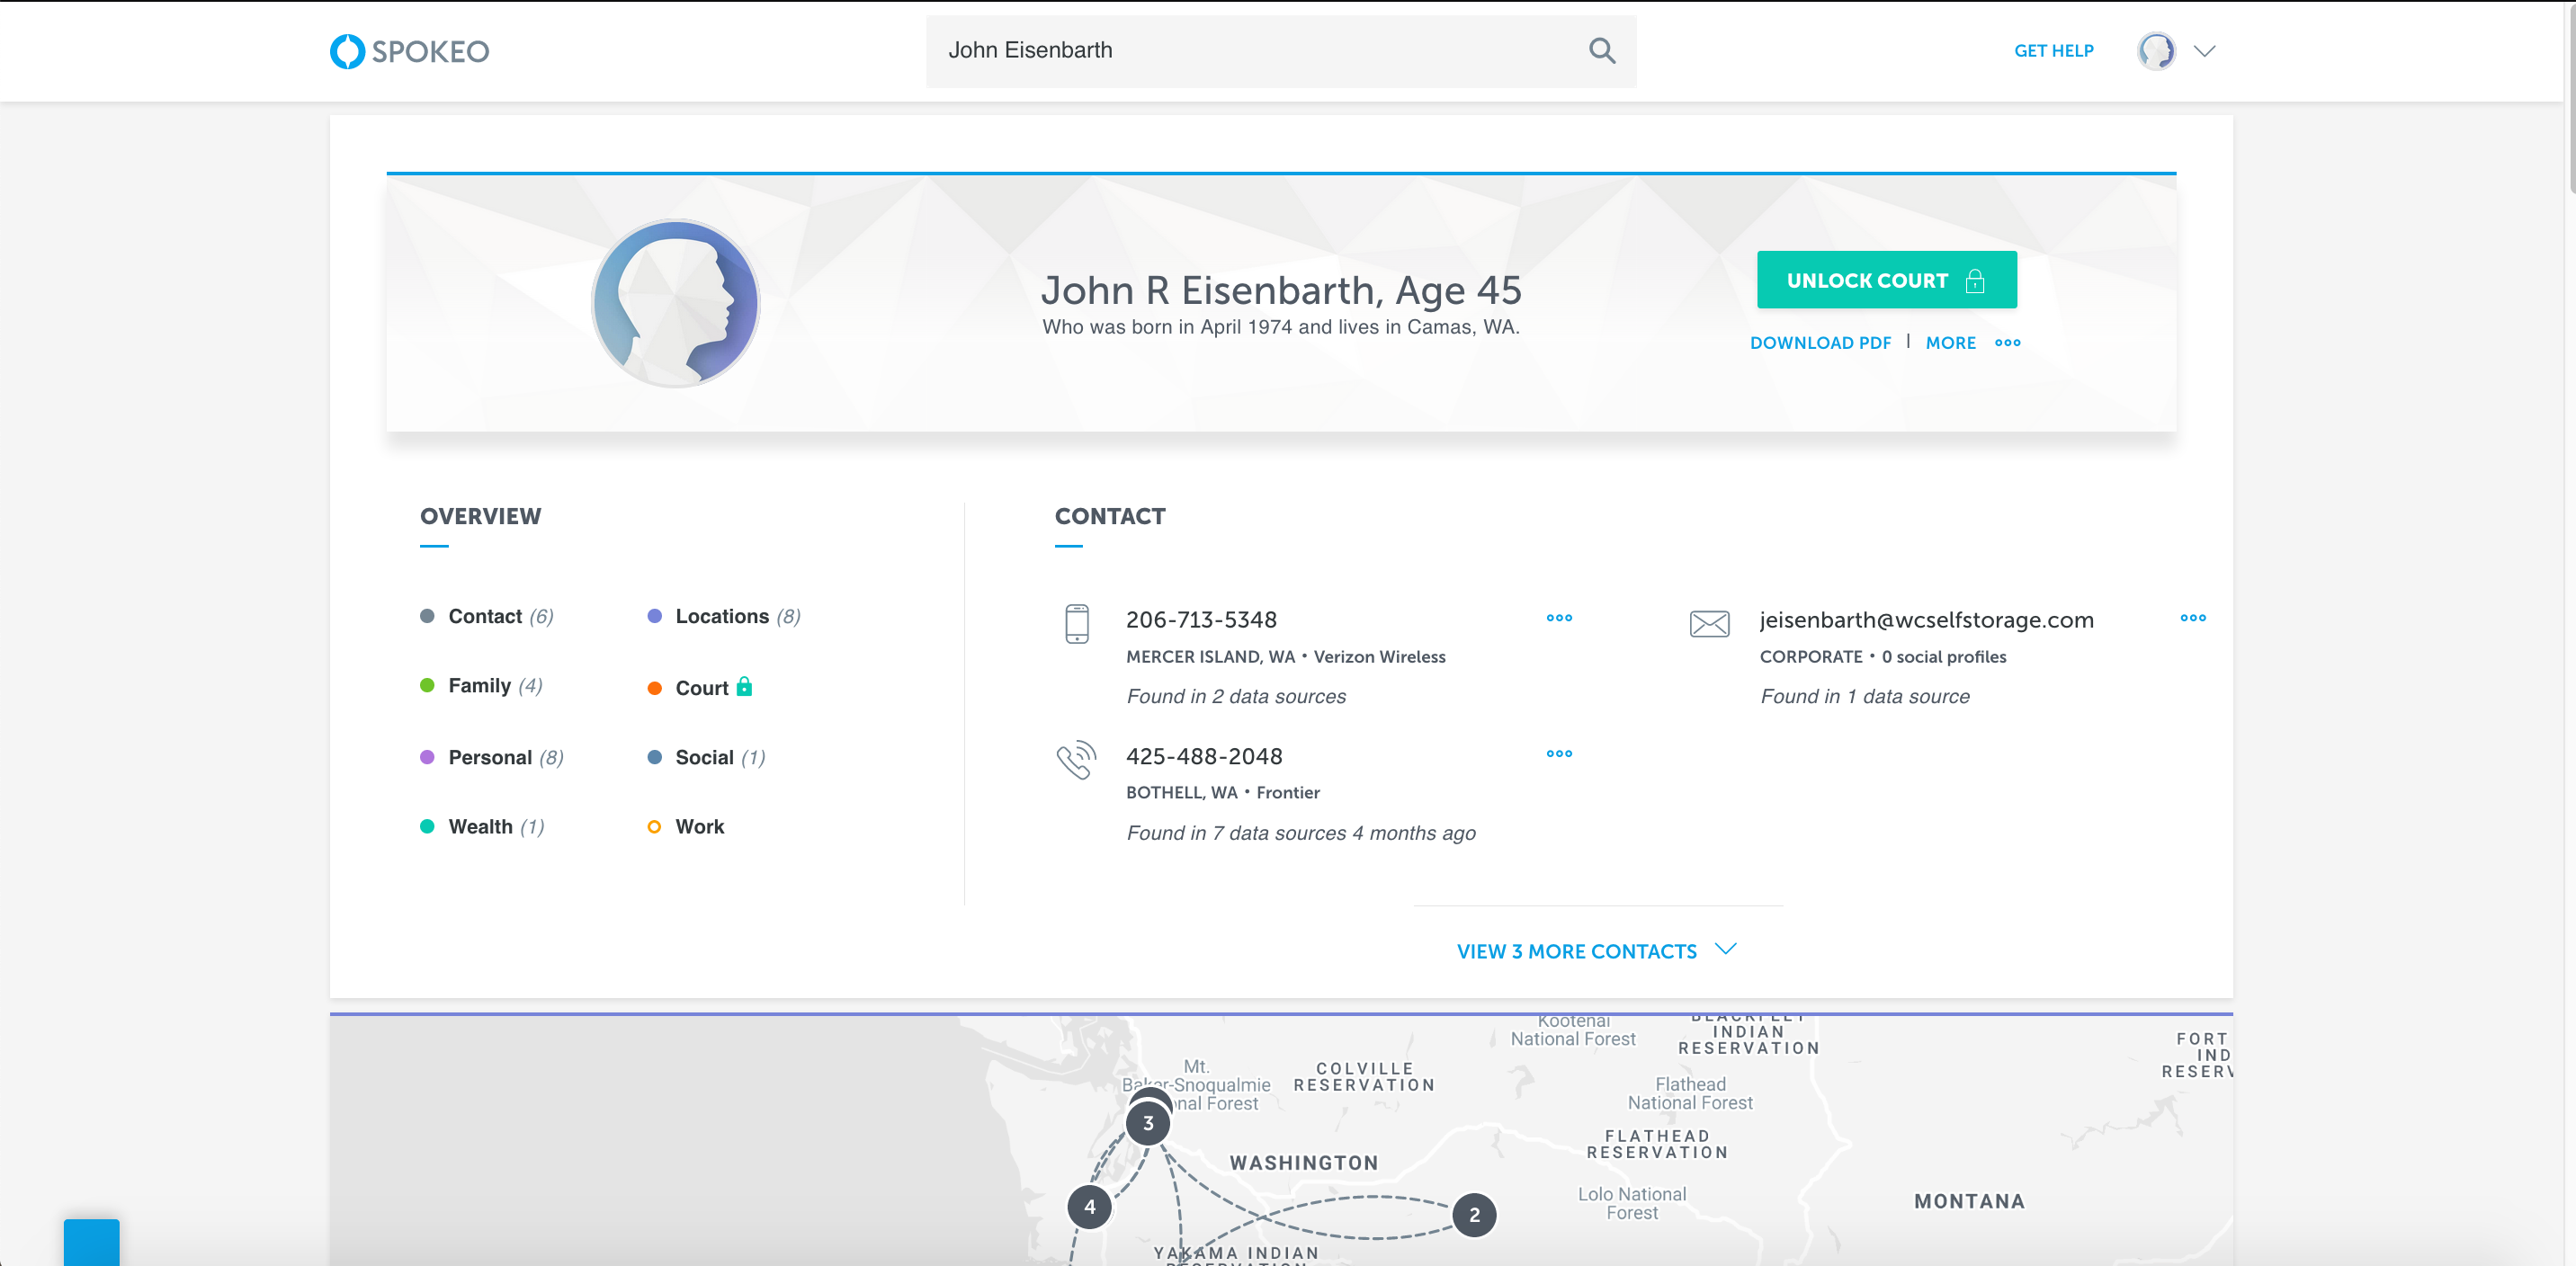 SPOKEO
John Eisenbarth
GET HELP
John R Eisenbarth, Age 45
Who was born in April 1974 and lives in Camas, WA.
UNLOCK COURT
DOWNLOAD PDF | MORE
OVERVIEW
Contact (6)
Locations (8)
Family (4)
Court
Personal (8)
Social (1)
Wealth (1)
Work
CONTACT
206-713-5348
MERCER ISLAND, WA • Verizon Wireless
Found in 2 data sources
jeisenbarth@wcselfstorage.com
CORPORATE • 0 social profiles
Found in 1 data source
425-488-2048
BOTHELL, WA • Frontier
Found in 7 data sources 4 months ago
VIEW 3 MORE CONTACTS
Kootenai
National Forest
BLACKFEET
INDIAN
RESERVATION
FORT
IND
RESERV
Mt.
Baker-Snoqualmie
onal Forest
COLVILLE
RESERVATION
Flathead
National Forest
3
FLATHEAD
RESERVATION
WASHINGTON
4
2
Lolo National
Forest
MONTANA
YAKAMA INDIAN
RESERVATION